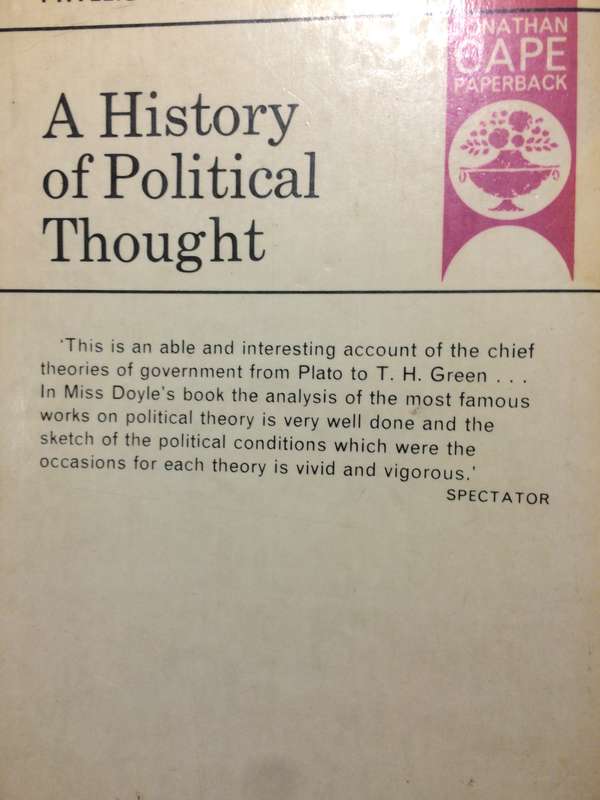 JONATHAN
CAPE
PAPERBACK
A History
of Political
Thought
'This is an able and interesting account of the chief
theories of government from Plato to T. H. Green . . .
In Miss Doyle's book the analysis of the most famous
works on political theory is very well done and the
sketch of the political conditions which were the
occasions for each theory is vivid and vigorous.'
SPECTATOR